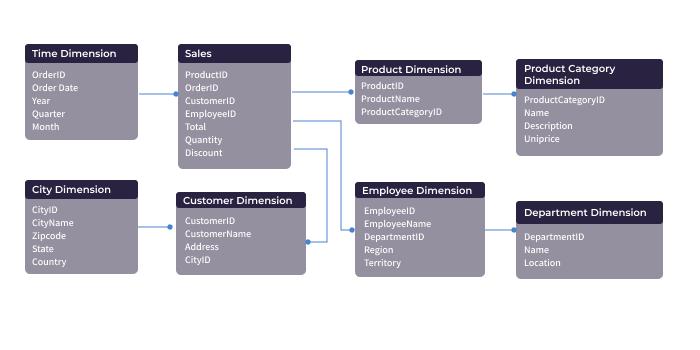 Time Dimension
OrderID
Order Date
Year
Quarter
Month
Sales
ProductID
OrderID
CustomerID
EmployeeID
Total
Quantity
Discount
Product Dimension
ProductID
ProductName
ProductCategoryID
Product Category
Dimension
ProductCategoryID
Name
Description
Uniprice
City Dimension
CityID
CityName
Zipcode
State
Country
Customer Dimension
CustomerID
CustomerName
Address
CityID
Employee Dimension
EmployeeID
EmployeeName
DepartmentID
Region
Territory
Department Dimension
DepartmentID
Name
Location